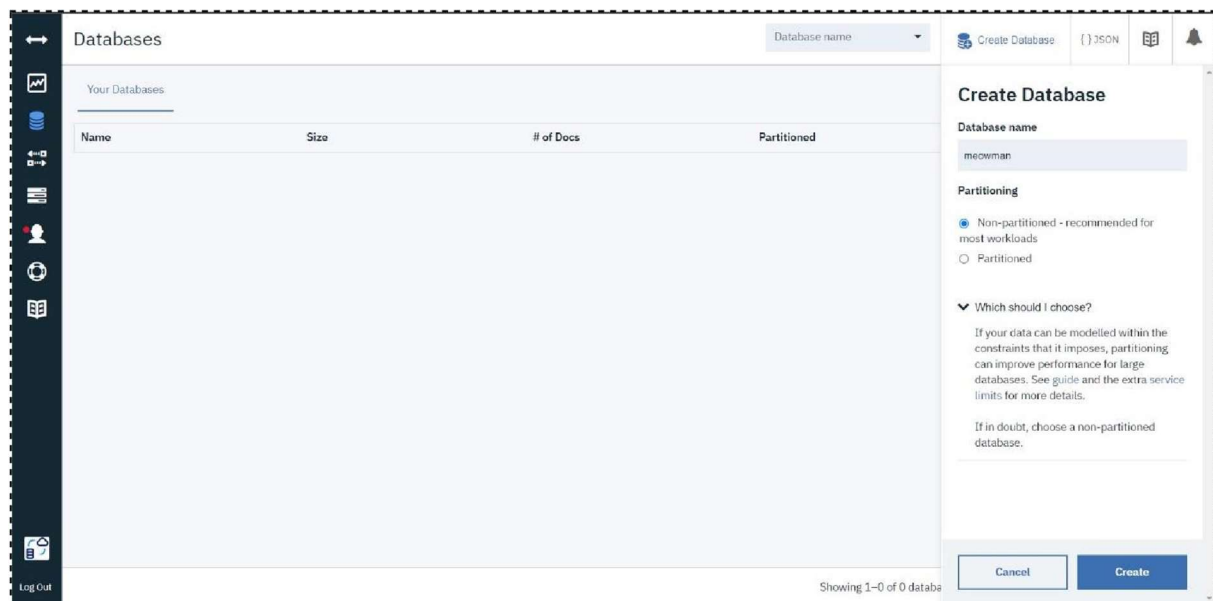 Databases
Database name
Create Database
{ } JSON
Your Databases
Name
Size
# of Docs
Partitioned
Create Database
Database name
meowman
Partitioning
Non-partitioned - recommended for
most workloads
Partitioned
Which should I choose?
If your data can be modelled within the
constraints that it imposes, partitioning
can improve performance for large
databases. See guide and the extra service
limits for more details.
If in doubt, choose a non-partitioned
database.
Cancel
Create
Log Out
Showing 1–0 of 0 databa